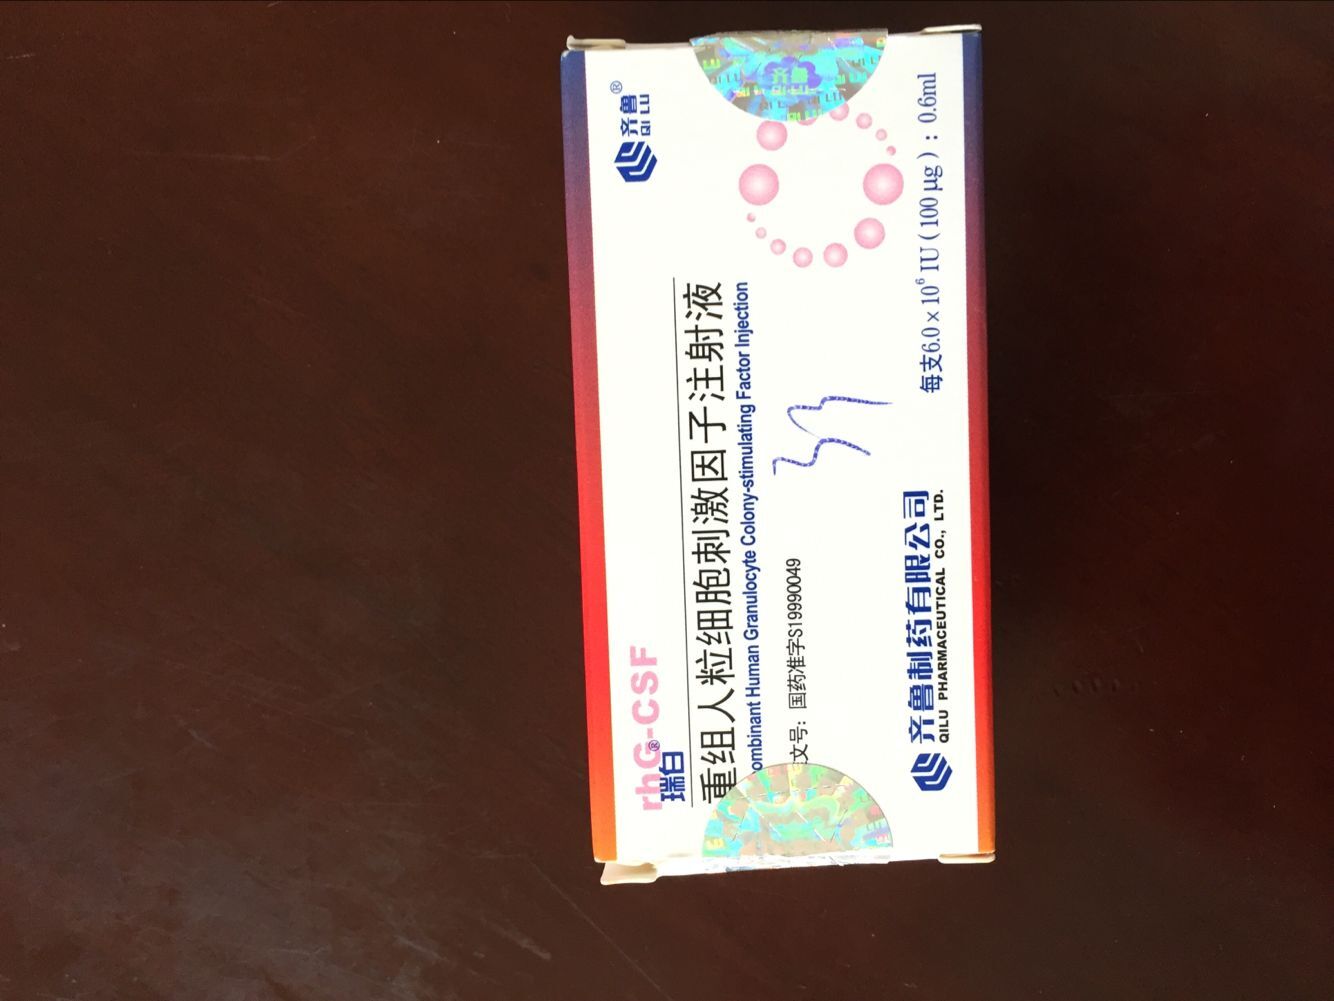 齐鲁®
QI LU
rhG-CSF
瑞白®
重组人粒细胞刺激因子注射液
ombinant Human Granulocyte Colony-stimulating Factor Injection
文号：国药准字S19990049
每支6.0×10⁶ IU（100 μg）：0.6ml
齐鲁制药有限公司
QILU PHARMACEUTICAL CO., LTD.